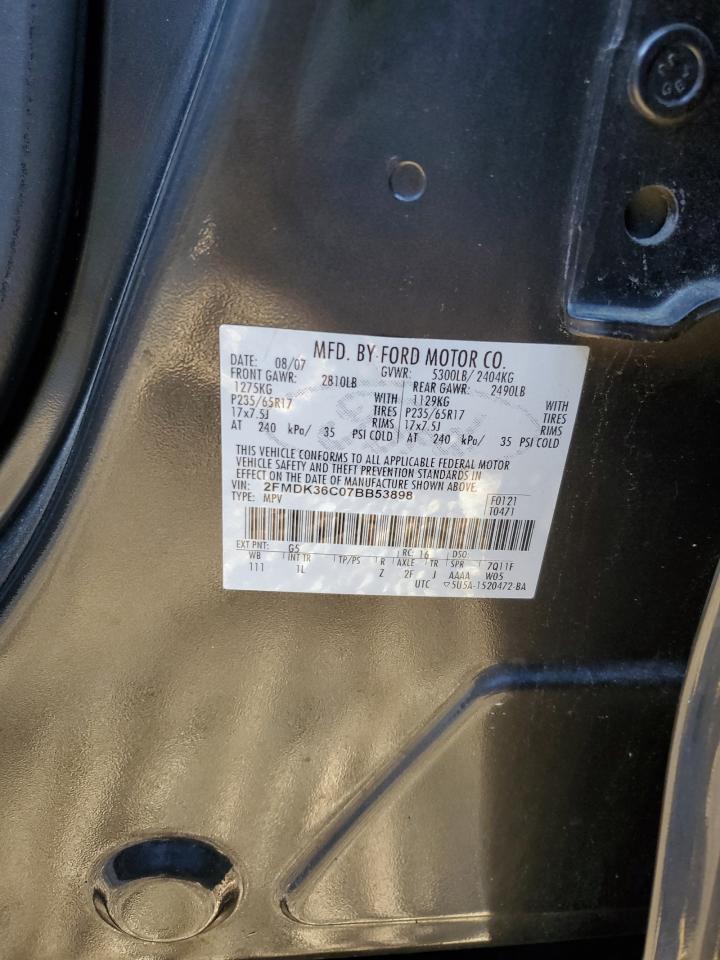 MFD. BY FORD MOTOR CO.
DATE: 08/07 GVWR: 5300LB/ 2404KG
FRONT GAWR: 2810LB REAR GAWR: 2490LB
1275KG WITH 1129KG WITH
P235/65R17 TIRES P235/65R17 TIRES
17x7.5J RIMS 17x7.5J RIMS
AT 240 kPa/ 35 PSI COLD AT 240 kPa/ 35 PSI COLD
THIS VEHICLE CONFORMS TO ALL APPLICABLE FEDERAL MOTOR
VEHICLE SAFETY AND THEFT PREVENTION STANDARDS IN
EFFECT ON THE DATE OF MANUFACTURE SHOWN ABOVE.
VIN: 2FMDK36C07BB53898 F0121
TYPE: MPV T0471
EXT PNT: G5 RC: 16 DSO:
WB INT TR TP/PS R AXLE TR SPR 7Q11F
111 1L Z 2F J AAAA W05
UTC ▽5U5A-1520472-BA